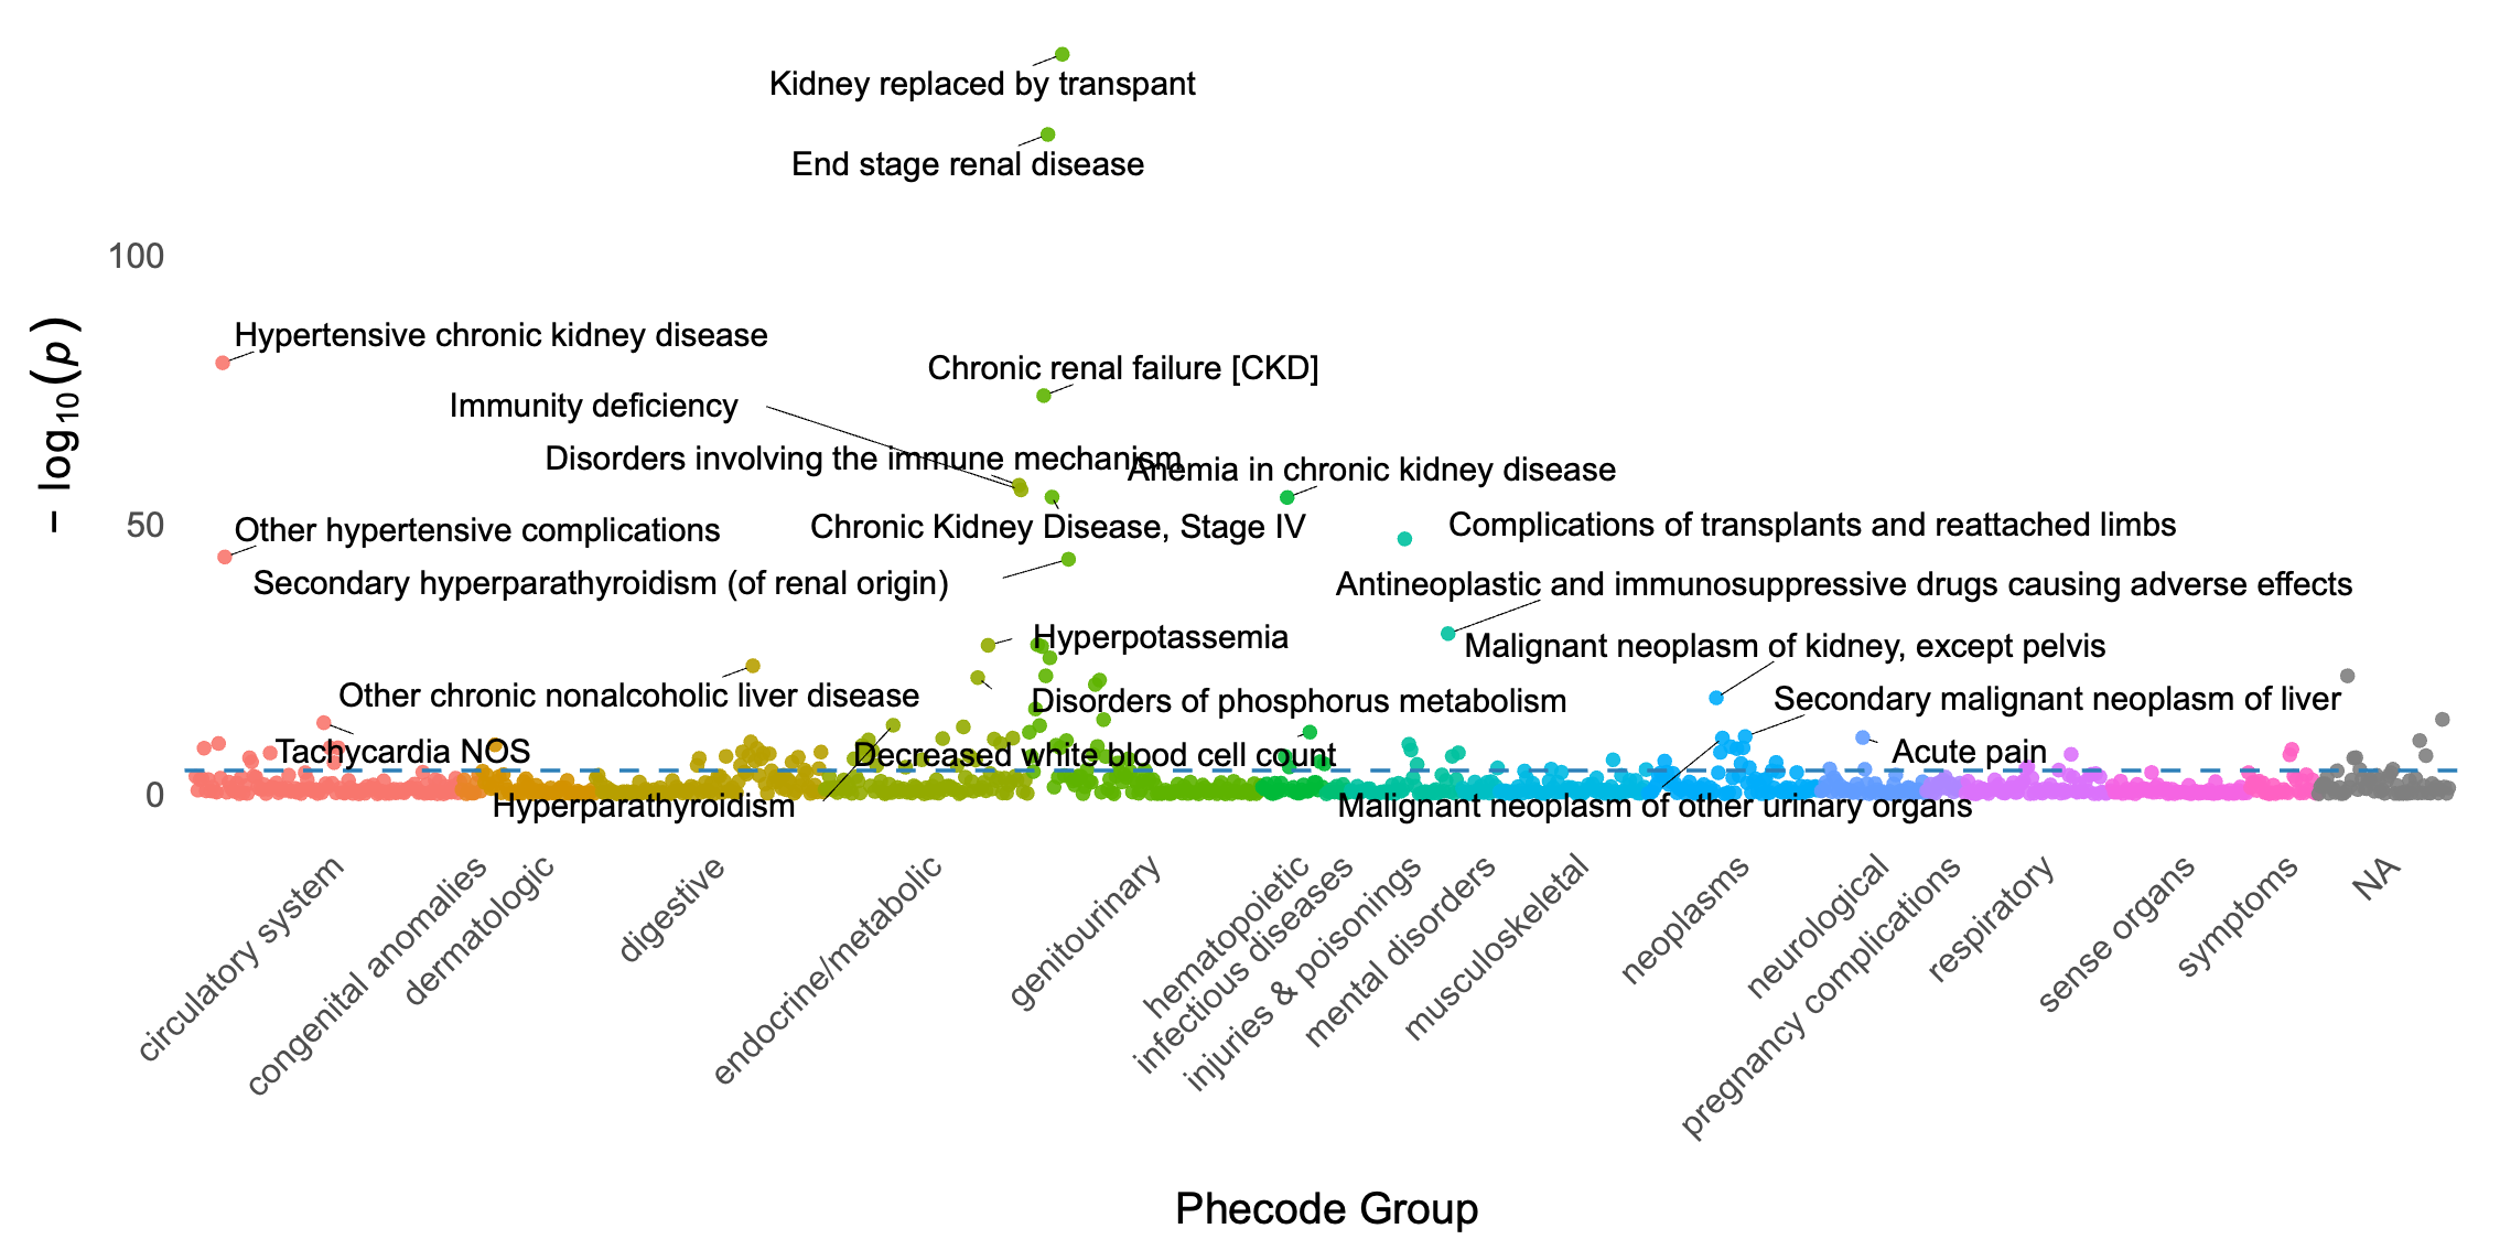 Kidney replaced by transpant
End stage renal disease
100
Hypertensive chronic kidney disease
Chronic renal failure [CKD]
Immunity deficiency
Disorders involving the immune mechanism
Anemia in chronic kidney disease
50
Other hypertensive complications
Chronic Kidney Disease, Stage IV
Complications of transplants and reattached limbs
Secondary hyperparathyroidism (of renal origin)
Antineoplastic and immunosuppressive drugs causing adverse effects
Hyperpotassemia
Malignant neoplasm of kidney, except pelvis
Other chronic nonalcoholic liver disease
Disorders of phosphorus metabolism
Secondary malignant neoplasm of liver
Tachycardia NOS
Decreased white blood cell count
Acute pain
0
Hyperparathyroidism
Malignant neoplasm of other urinary organs
− log10(p)
circulatory system
congenital anomalies
dermatologic
digestive
endocrine/metabolic
genitourinary
hematopoietic
infectious diseases
injuries & poisonings
mental disorders
musculoskeletal
neoplasms
neurological
pregnancy complications
respiratory
sense organs
symptoms
NA
Phecode Group